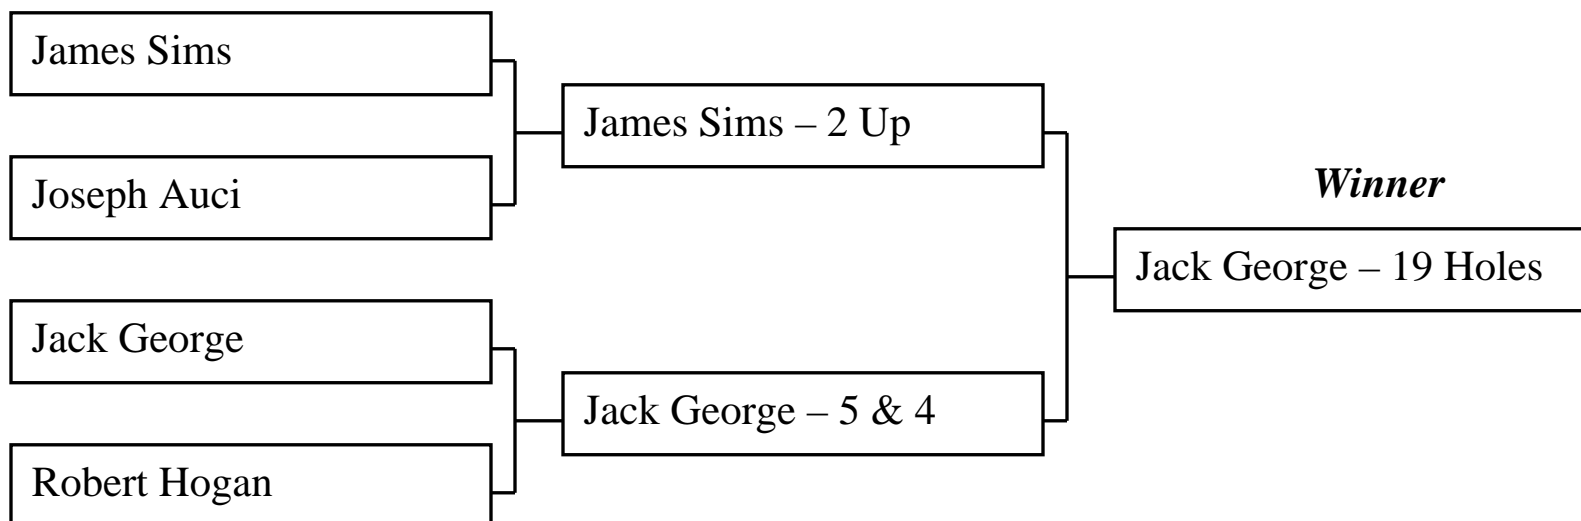 James Sims
Joseph Auci
Jack George
Robert Hogan
James Sims – 2 Up
Jack George – 5 & 4
Winner
Jack George – 19 Holes